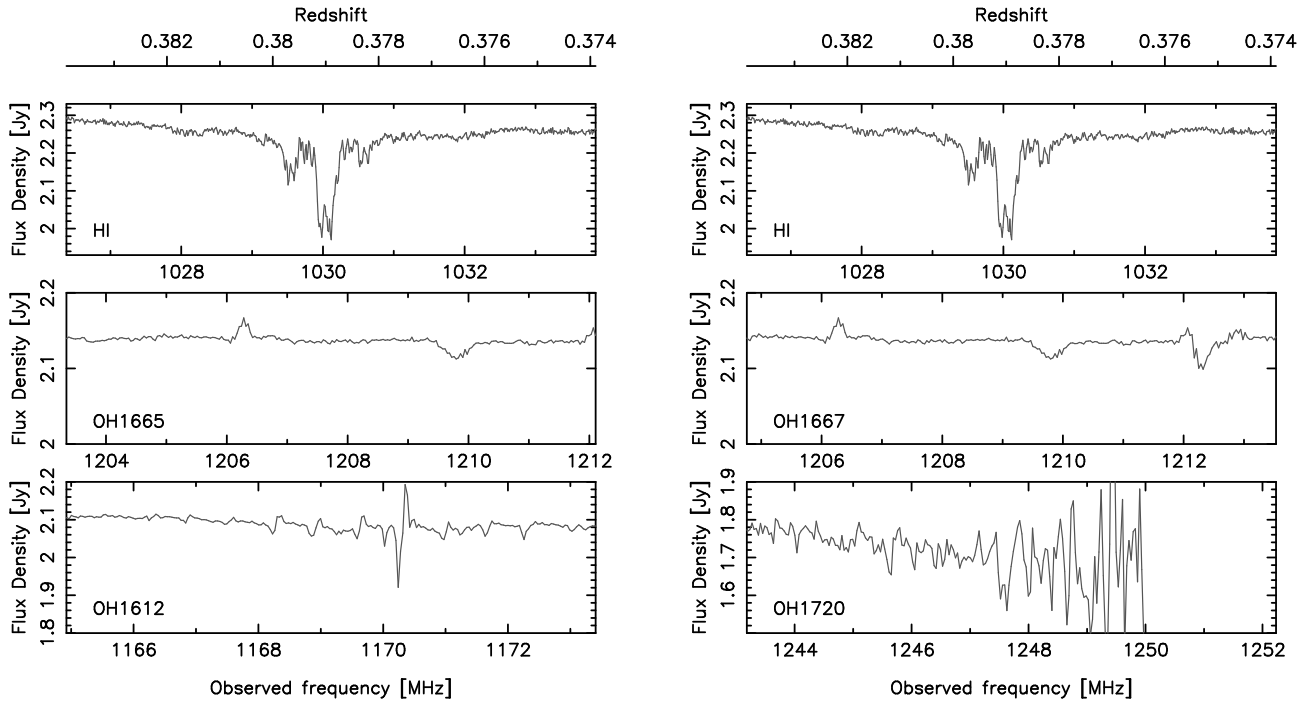 Redshift
0.382 0.38 0.378 0.376 0.374
Flux Density [Jy]
2.3
2.2
2.1
2
HI
1028 1030 1032
Flux Density [Jy]
2.2
2.1
2
OH1665
1204 1206 1208 1210 1212
Flux Density [Jy]
2.2
2.1
2
1.9
1.8
OH1612
1166 1168 1170 1172
Observed frequency [MHz]
Redshift
0.382 0.38 0.378 0.376 0.374
Flux Density [Jy]
2.3
2.2
2.1
2
HI
1028 1030 1032
Flux Density [Jy]
2.2
2.1
2
OH1667
1206 1208 1210 1212
Flux Density [Jy]
1.9
1.8
1.7
1.6
OH1720
1244 1246 1248 1250 1252
Observed frequency [MHz]